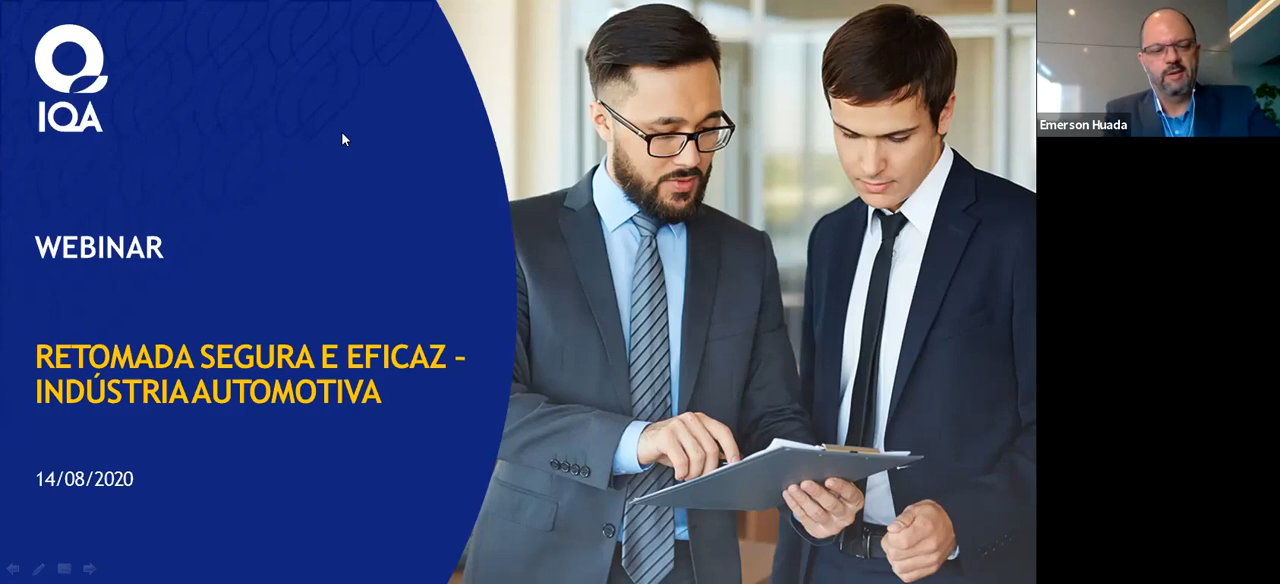 IQA
WEBINAR
RETOMADA SEGURA E EFICAZ -
INDÚSTRIA AUTOMOTIVA
14/08/2020
Emerson Huada